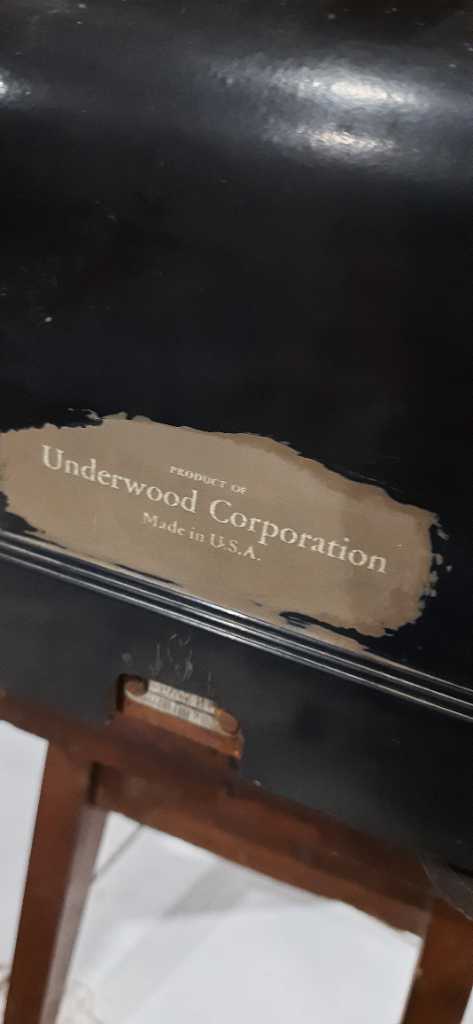 PRODUCT OF
Underwood Corporation
Made in U.S.A.